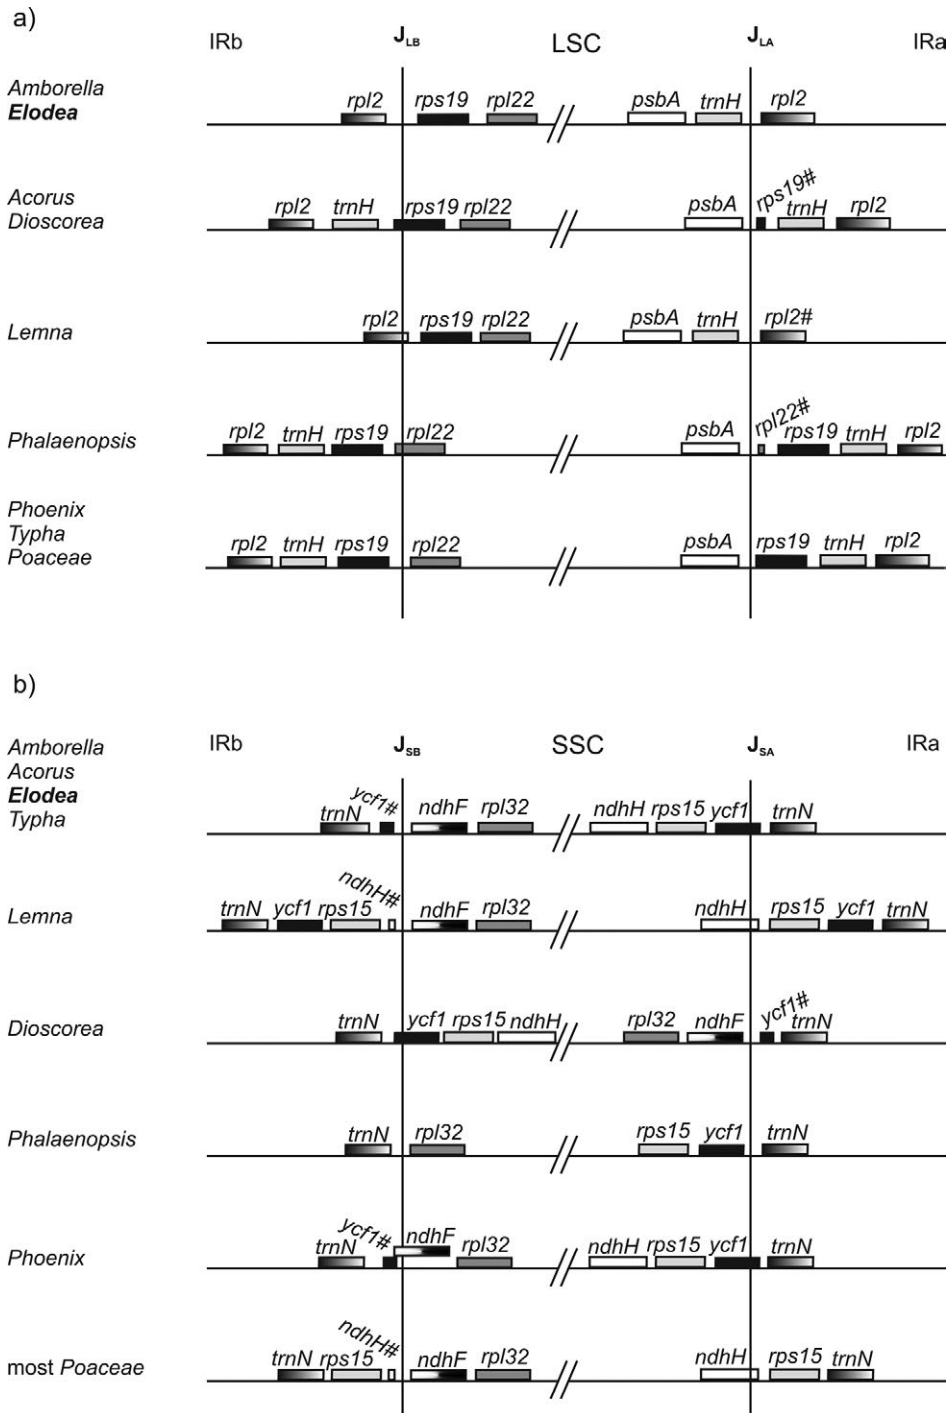 a)
IRb J_LB LSC J_LA IRa
Amborella
Elodea
rpl2 rps19 rpl22 psbA trnH rpl2
Acorus
Dioscorea
rpl2 trnH rps19 rpl22 psbA rps19# trnH rpl2
Lemna
rpl2 rps19 rpl22 psbA trnH rpl2#
Phalaenopsis
rpl2 trnH rps19 rpl22 psbA rpl22# rps19 trnH rpl2
Phoenix
Typha
Poaceae
rpl2 trnH rps19 rpl22 psbA rps19 trnH rpl2
b)
IRb J_SB SSC J_SA IRa
Amborella
Acorus
Elodea
Typha
trnN ycf1# ndhF rpl32 ndhH rps15 ycf1 trnN
Lemna
trnN ycf1 rps15 ndhH# ndhF rpl32 ndhH rps15 ycf1 trnN
Dioscorea
trnN ycf1 rps15 ndhH rpl32 ndhF ycf1# trnN
Phalaenopsis
trnN rpl32 rps15 ycf1 trnN
Phoenix
trnN ycf1# ndhF rpl32 ndhH rps15 ycf1 trnN
most Poaceae
trnN rps15 ndhH# ndhF rpl32 ndhH rps15 trnN